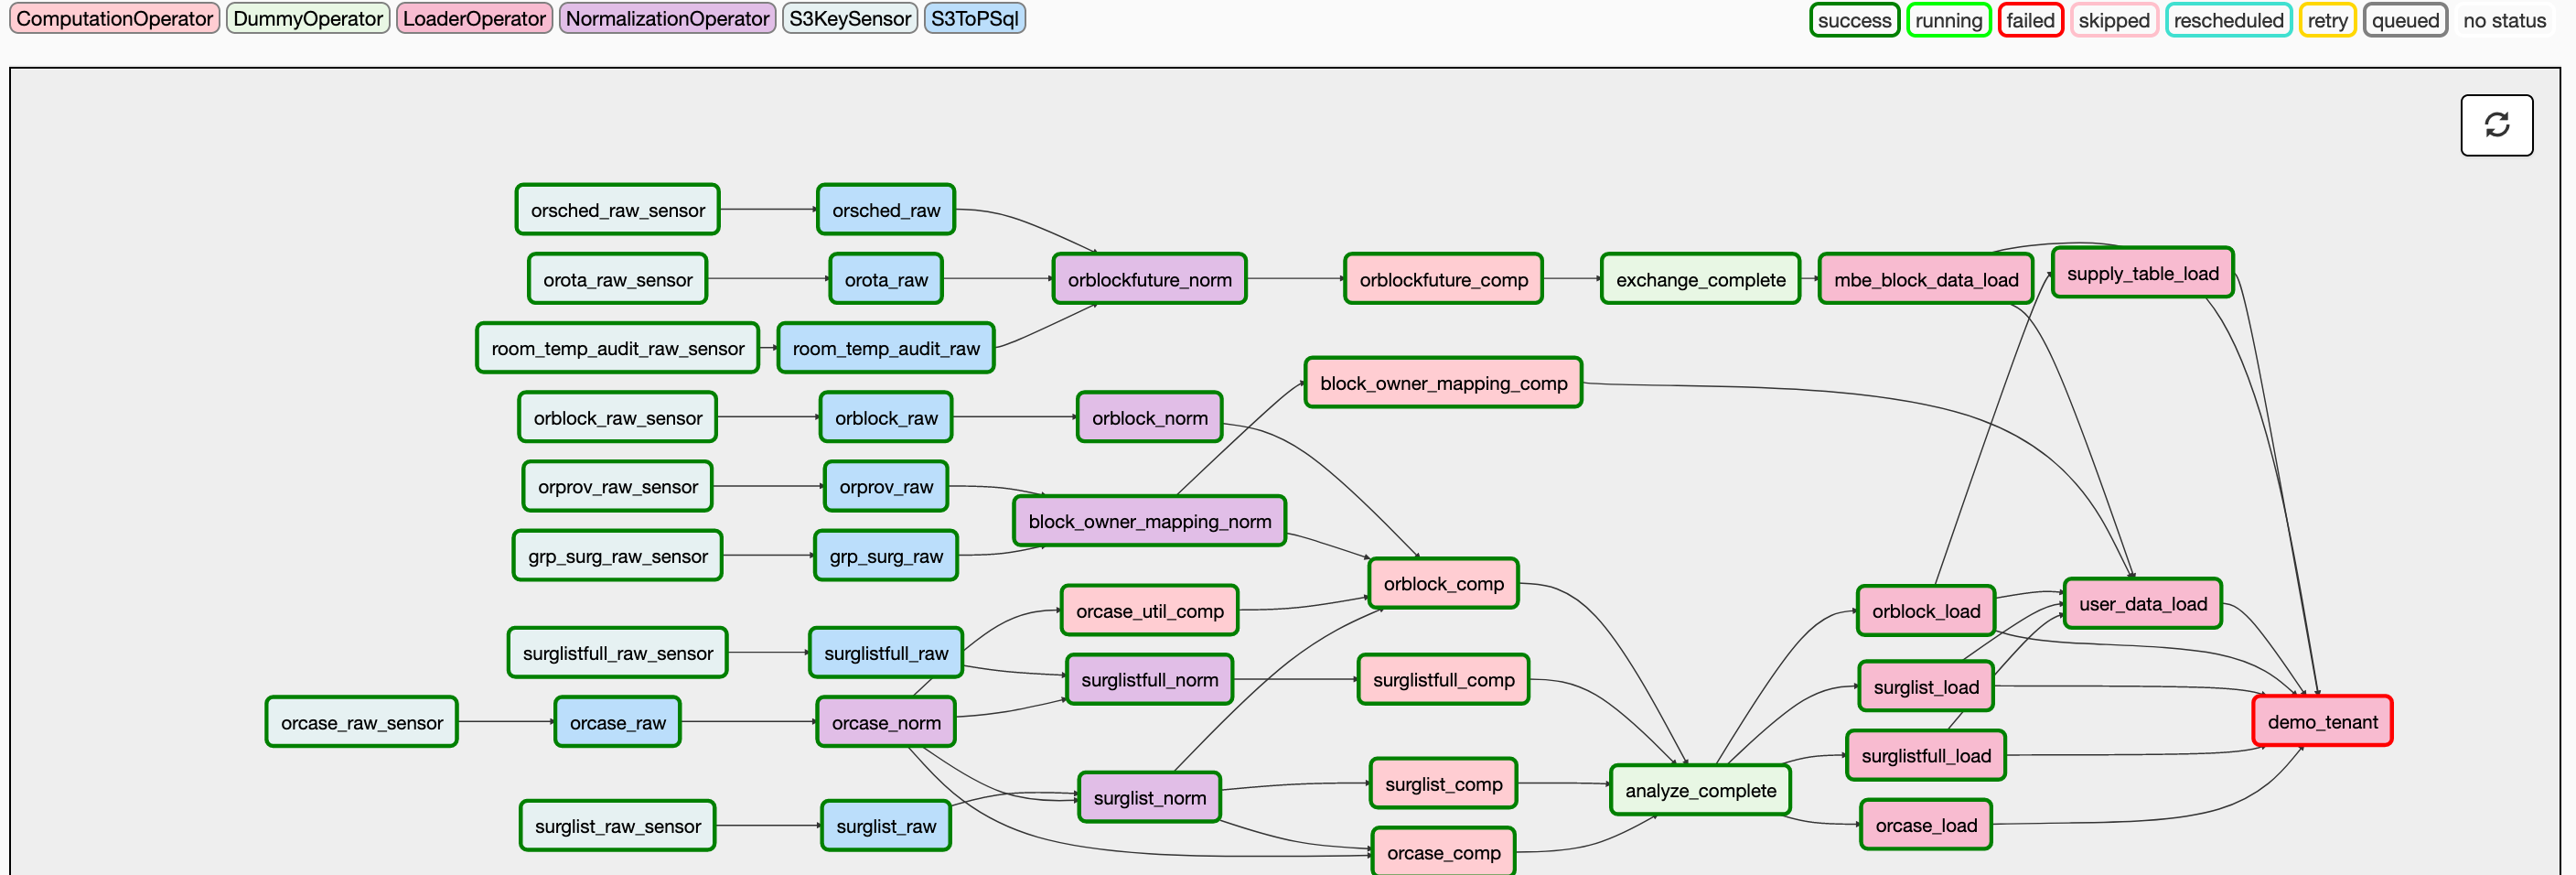 ComputationOperator DummyOperator LoaderOperator NormalizationOperator S3KeySensor S3ToPSql
success running failed skipped rescheduled retry queued no status
orsched_raw_sensor orsched_raw
orota_raw_sensor orota_raw orblockfuture_norm orblockfuture_comp exchange_complete mbe_block_data_load supply_table_load
room_temp_audit_raw_sensor room_temp_audit_raw
block_owner_mapping_comp
orblock_raw_sensor orblock_raw orblock_norm
orprov_raw_sensor orprov_raw
block_owner_mapping_norm
grp_surg_raw_sensor grp_surg_raw
orblock_comp
orcase_util_comp orblock_load user_data_load
surglistfull_raw_sensor surglistfull_raw
surglistfull_norm surglistfull_comp surglist_load
orcase_raw_sensor orcase_raw orcase_norm demo_tenant
surglistfull_load
surglist_norm surglist_comp analyze_complete
surglist_raw_sensor surglist_raw orcase_load
orcase_comp